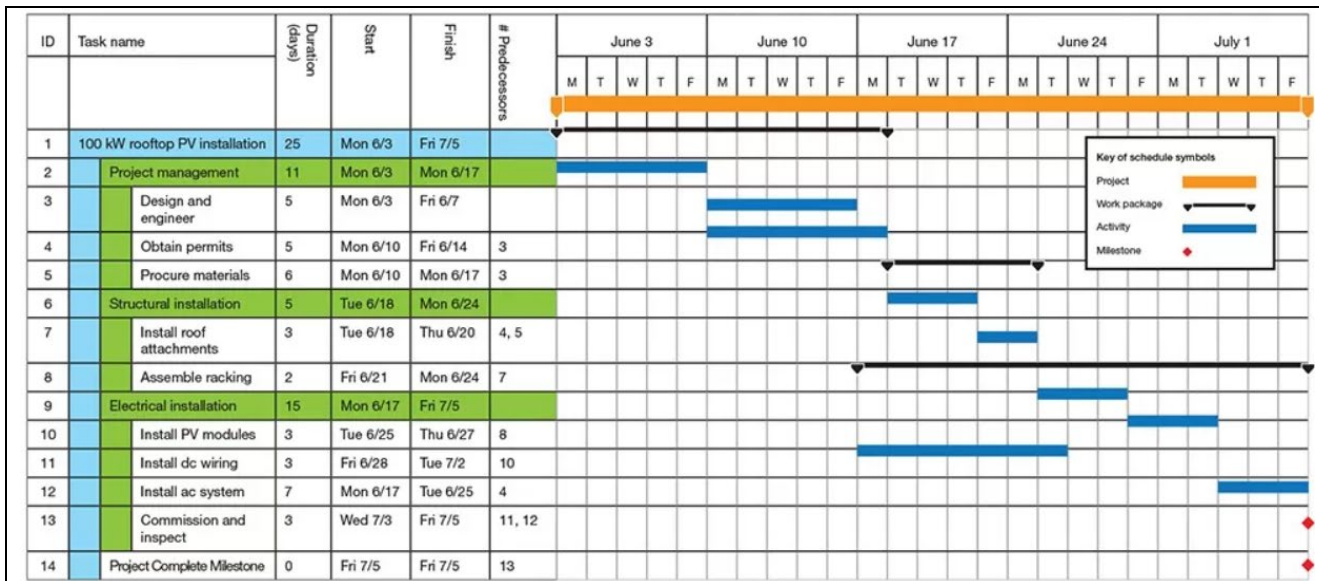 ID Task name Duration (days) Start Finish # Predecessors June 3 June 10 June 17 June 24 July 1
M T W T F M T W T F M T W T F M T W T F M T W T F
1 100 kW rooftop PV installation 25 Mon 6/3 Fri 7/5
2 Project management 11 Mon 6/3 Mon 6/17
3 Design and engineer 5 Mon 6/3 Fri 6/7
4 Obtain permits 5 Mon 6/10 Fri 6/14 3
5 Procure materials 6 Mon 6/10 Mon 6/17 3
6 Structural installation 5 Tue 6/18 Mon 6/24
7 Install roof attachments 3 Tue 6/18 Thu 6/20 4, 5
8 Assemble racking 2 Fri 6/21 Mon 6/24 7
9 Electrical installation 15 Mon 6/17 Fri 7/5
10 Install PV modules 3 Tue 6/25 Thu 6/27 8
11 Install dc wiring 3 Fri 6/28 Tue 7/2 10
12 Install ac system 7 Mon 6/17 Tue 6/25 4
13 Commission and inspect 3 Wed 7/3 Fri 7/5 11, 12
14 Project Complete Milestone 0 Fri 7/5 Fri 7/5 13
Key of schedule symbols
Project
Work package
Activity
Milestone